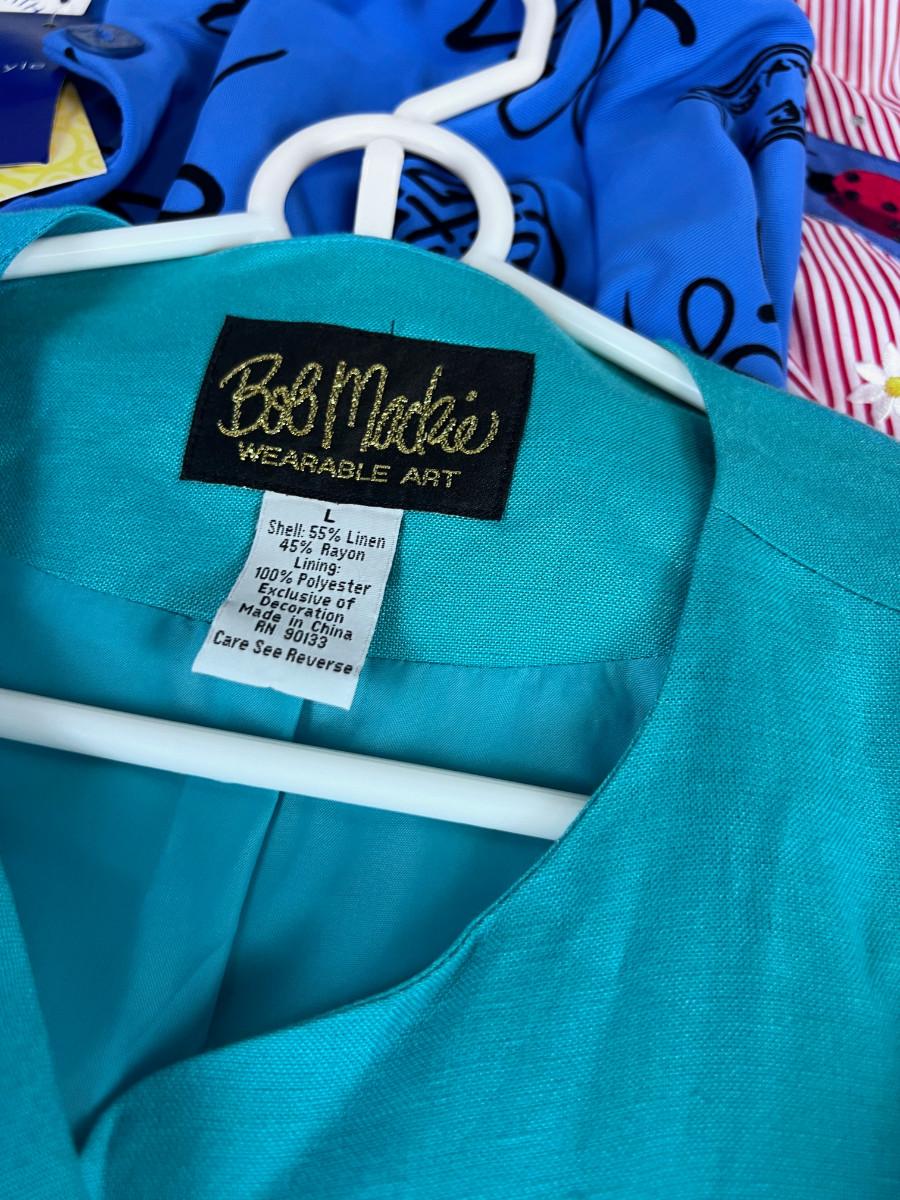 Bob Mackie
WEARABLE ART
L
Shell: 55% Linen
45% Rayon
Lining:
100% Polyester
Exclusive of
Decoration
Made in China
RN 90133
Care See Reverse